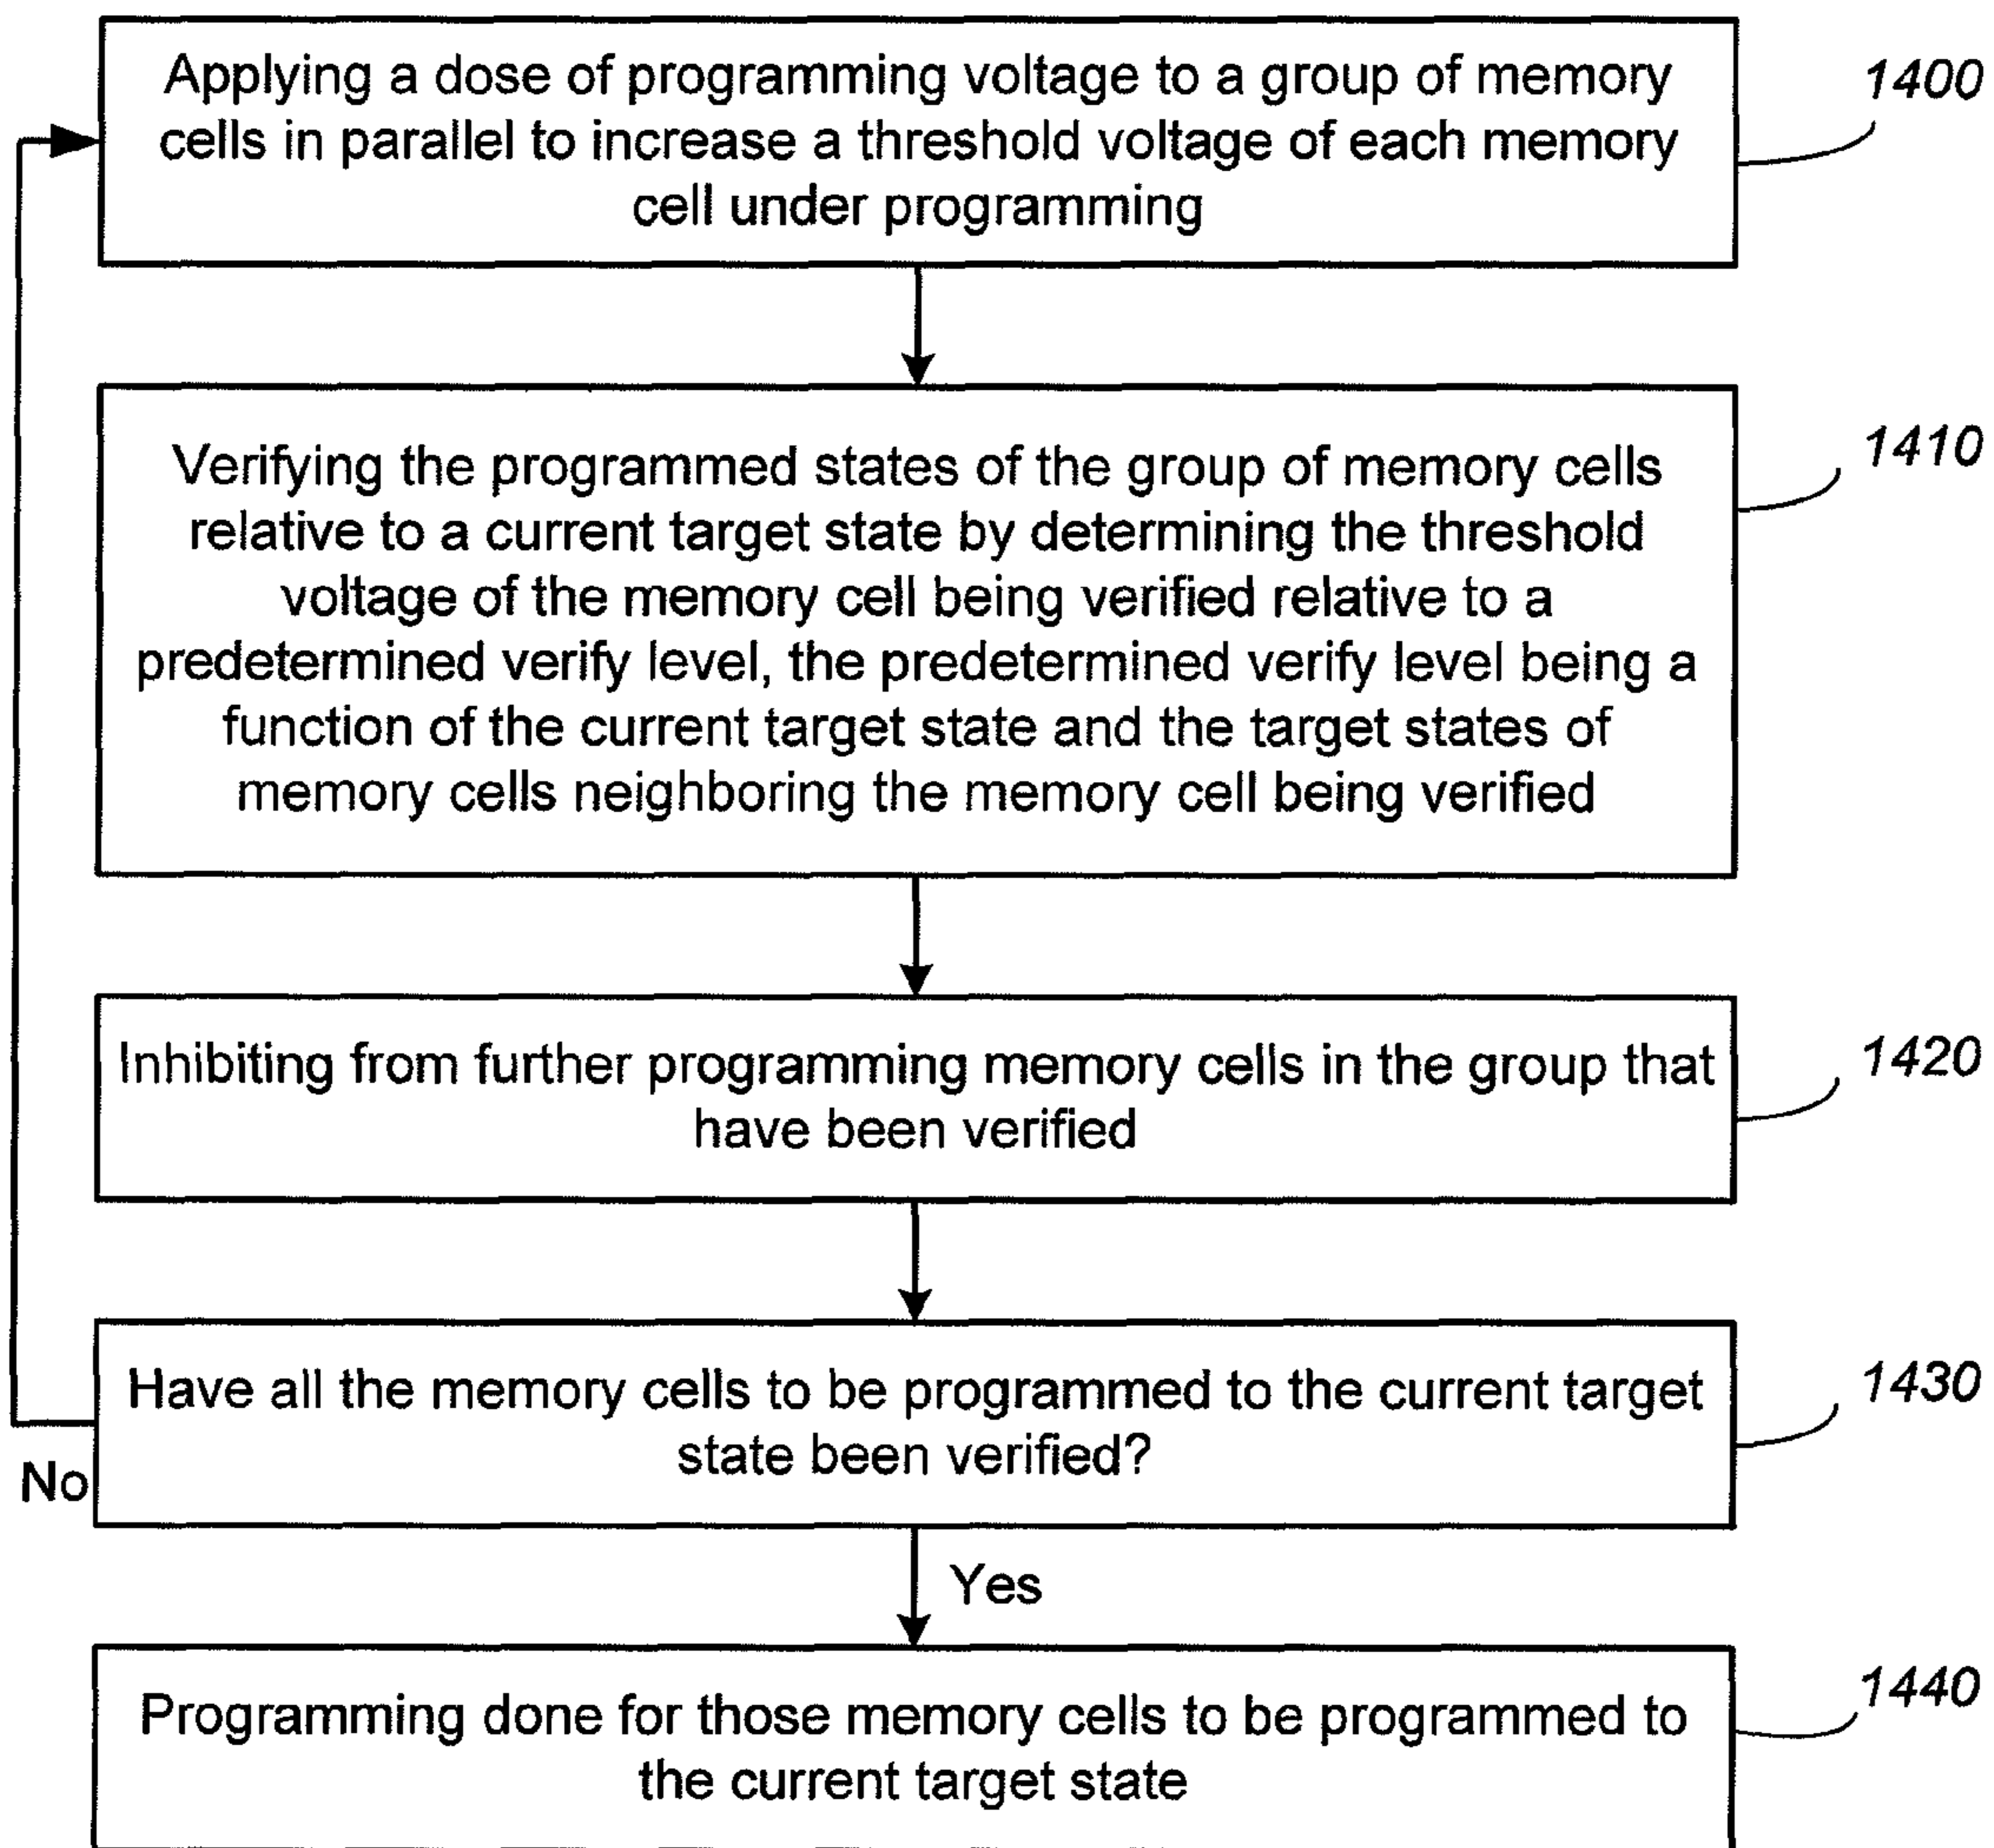 Applying a dose of programming voltage to a group of memory
cells in parallel to increase a threshold voltage of each memory
cell under programming
1400
Verifying the programmed states of the group of memory cells
relative to a current target state by determining the threshold
voltage of the memory cell being verified relative to a
predetermined verify level, the predetermined verify level being a
function of the current target state and the target states of
memory cells neighboring the memory cell being verified
1410
Inhibiting from further programming memory cells in the group that
have been verified
1420
Have all the memory cells to be programmed to the current target
state been verified?
1430
No
Yes
Programming done for those memory cells to be programmed to
the current target state
1440